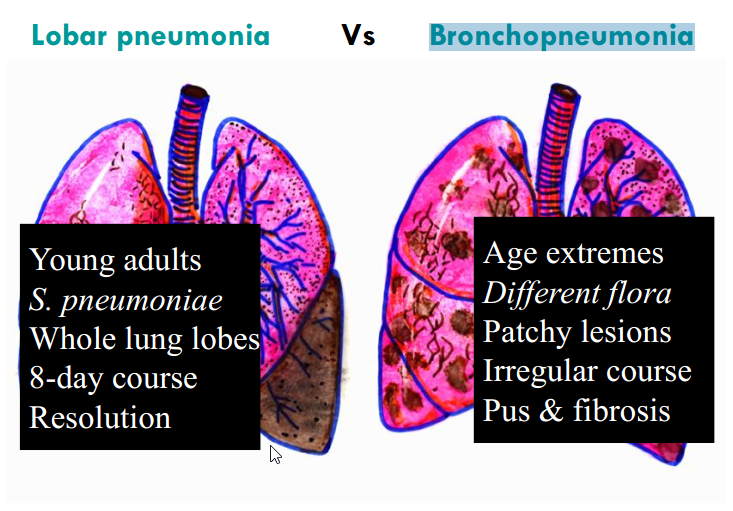 Lobar pneumonia Vs Bronchopneumonia
Young adults
S. pneumoniae
Whole lung lobes
8-day course
Resolution
Age extremes
Different flora
Patchy lesions
Irregular course
Pus & fibrosis